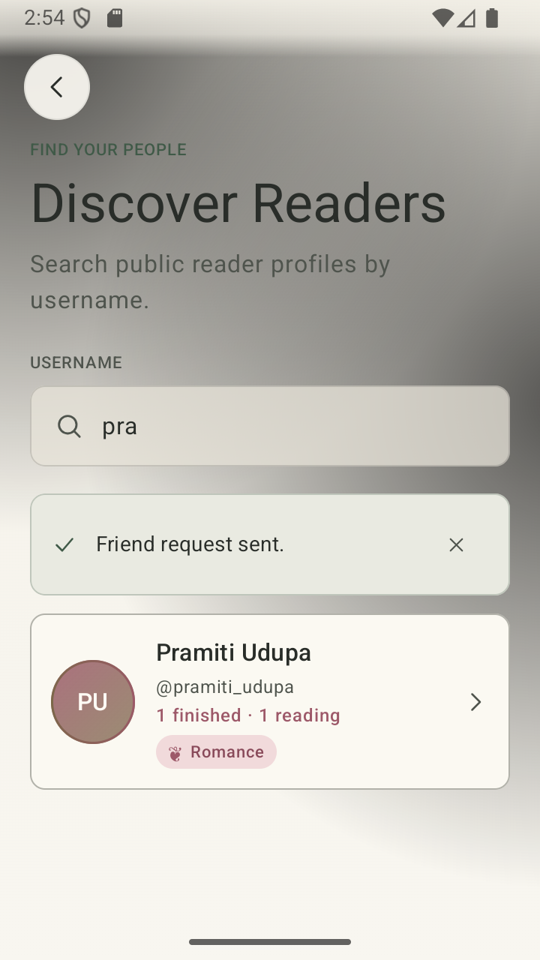 2:54
FIND YOUR PEOPLE
Discover Readers
Search public reader profiles by
username.
USERNAME
pra
Friend request sent.
Pramiti Udupa
PU
@pramiti_udupa
1 finished · 1 reading
Romance